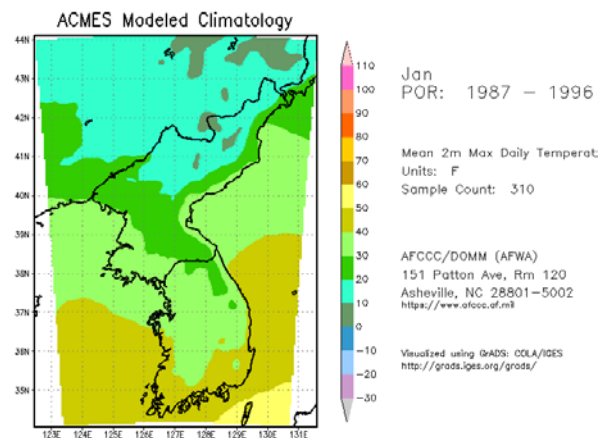 ACMES Modeled Climatology
44N
43N
42N
41N
40N
39N
38N
37N
36N
35N
123E 124E 125E 126E 127E 128E 129E 130E 131E
110
100
90
80
70
60
50
40
30
20
10
0
-10
-20
-30
Jan
POR: 1987 - 1996
Mean 2m Max Daily Temperat
Units: F
Sample Count: 310
AFCCC/DOMM (AFWA)
151 Patton Ave, Rm 120
Asheville, NC 28801-5002
https://www.afccc.af.mil
Visualized using GrADS: COLA/IGES
http://grads.iges.org/grads/